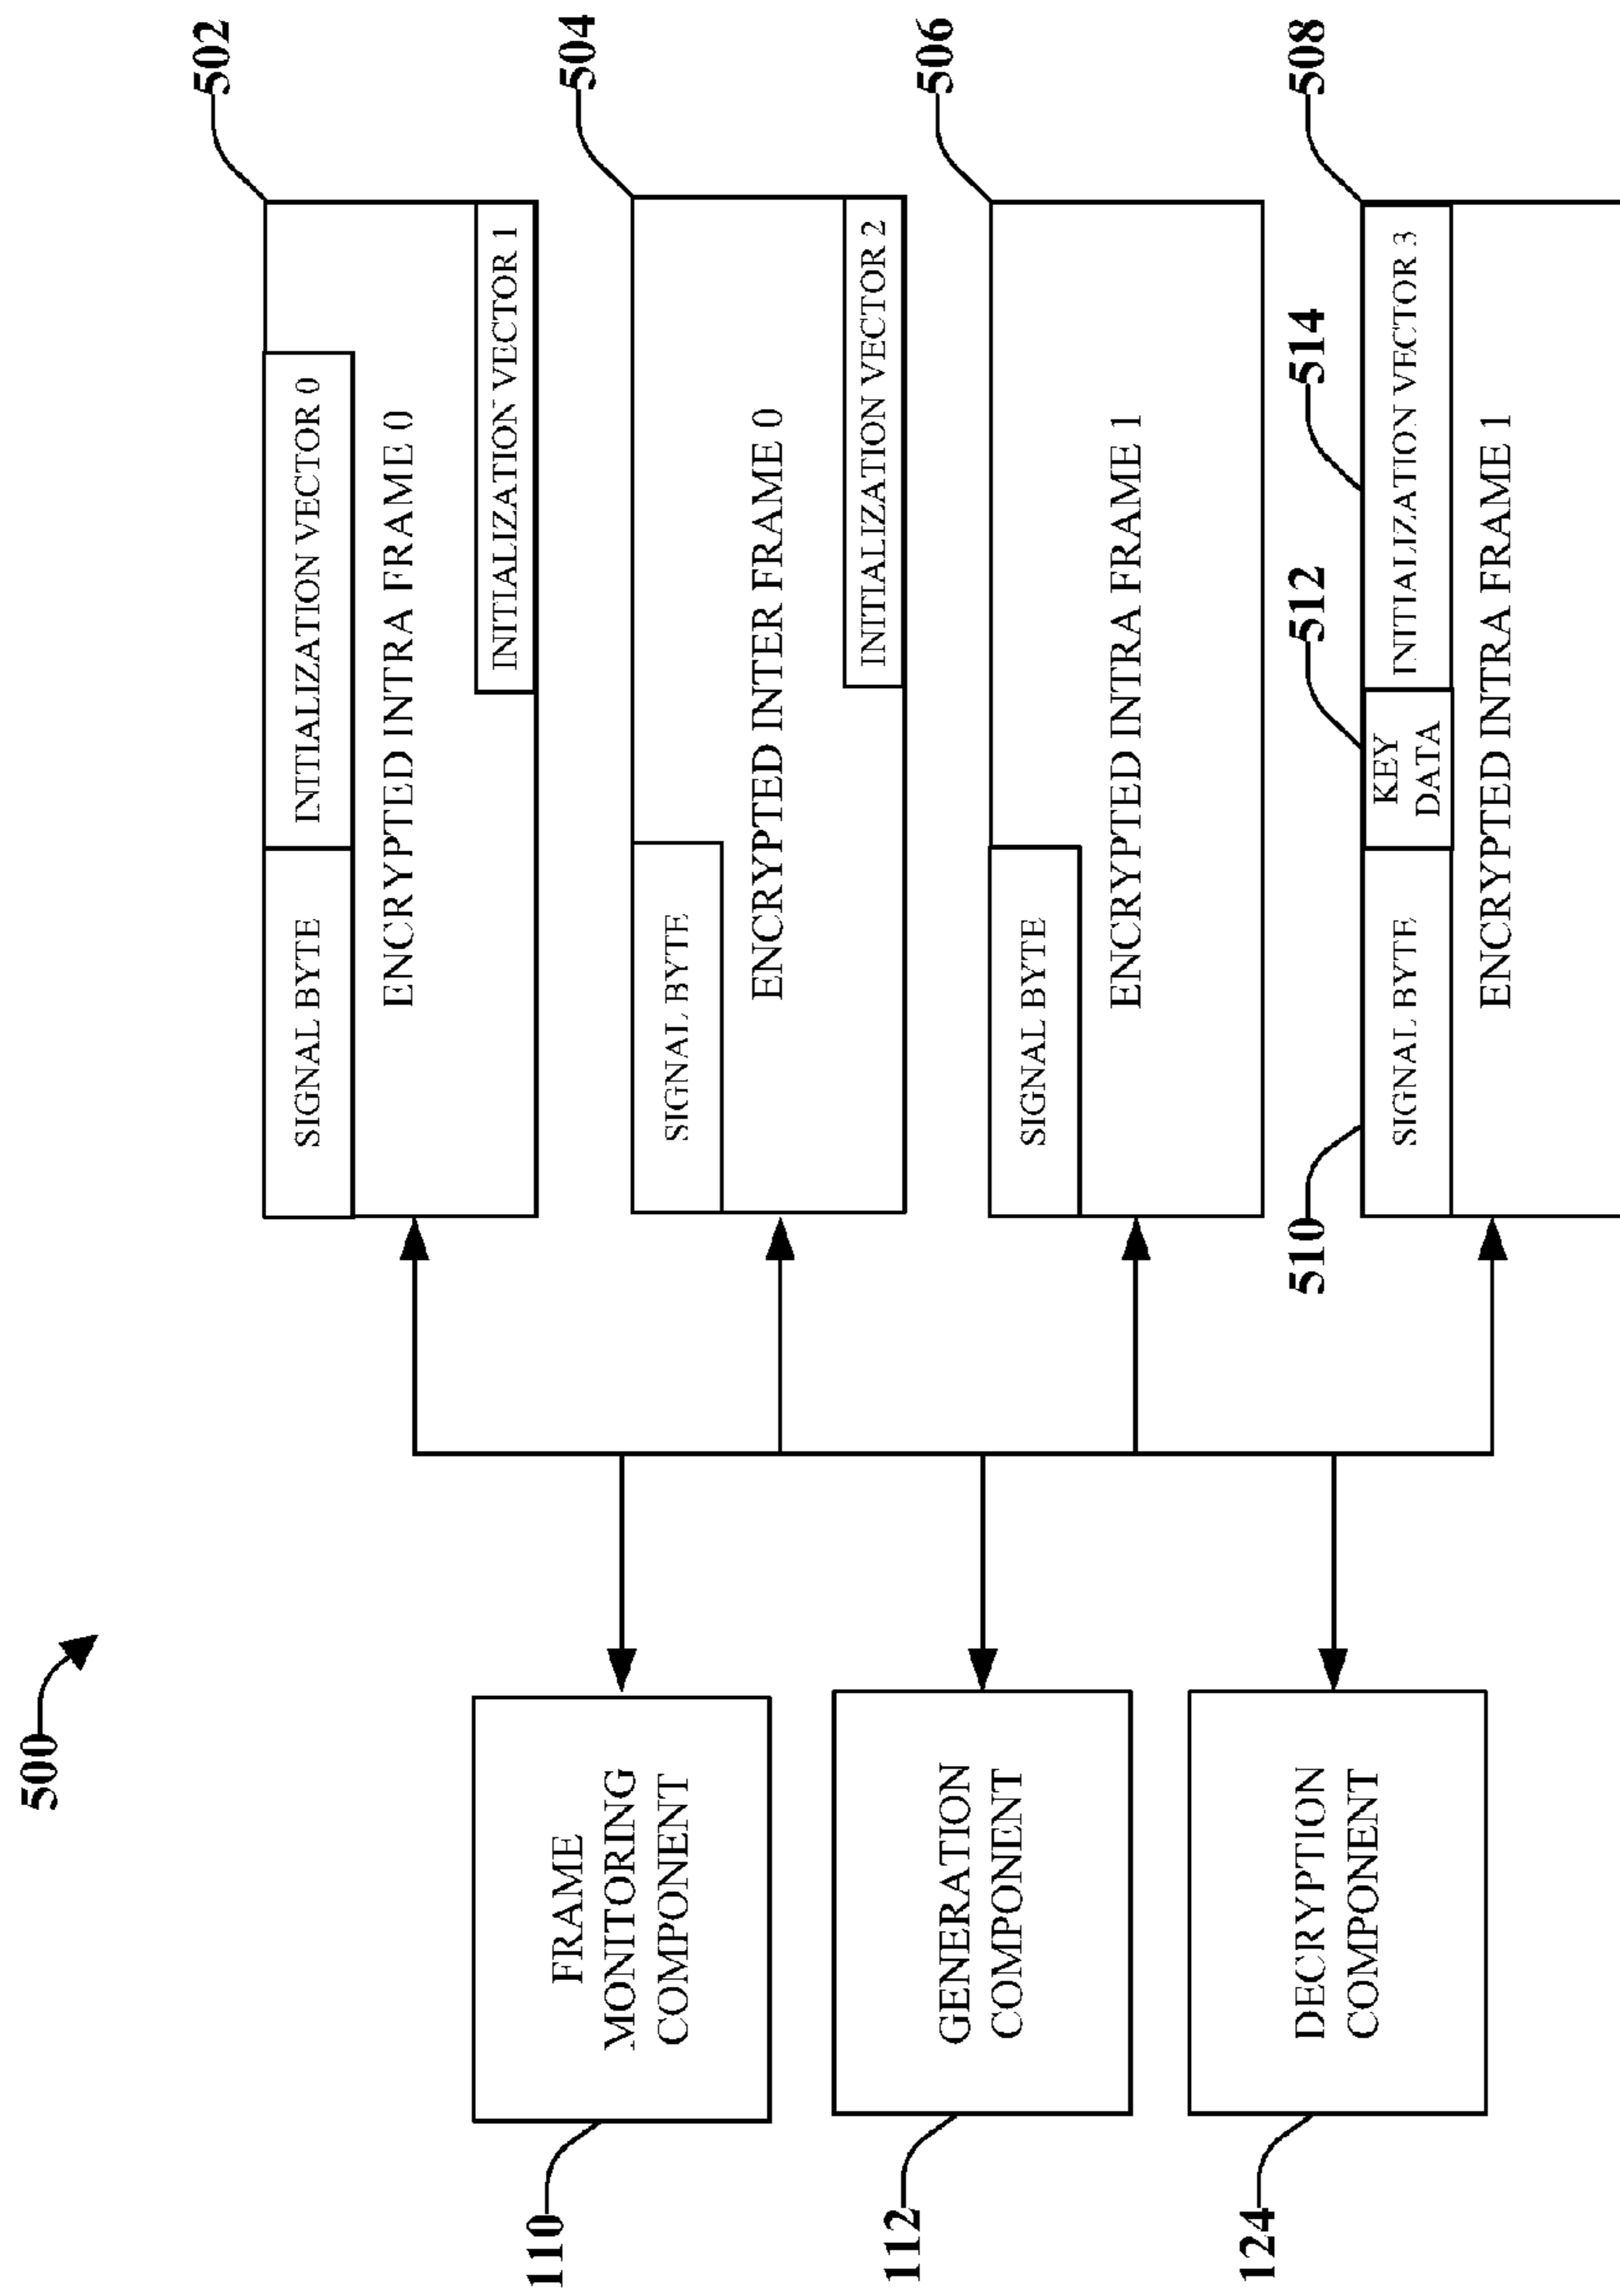 500
110
FRAME
MONITORING
COMPONENT
112
GENERATION
COMPONENT
124
DECRYPTION
COMPONENT
502
SIGNAL BYTE
INITIALIZATION VECTOR 0
ENCRYPTED INTRA FRAME 0
INITIALIZATION VECTOR 1
504
SIGNAL BYTE
ENCRYPTED INTER FRAME 0
INITIALIZATION VECTOR 2
506
SIGNAL BYTE
ENCRYPTED INTRA FRAME 1
510
512
514
508
SIGNAL BYTE
KEY
DATA
INITIALIZATION VECTOR 3
ENCRYPTED INTRA FRAME 1